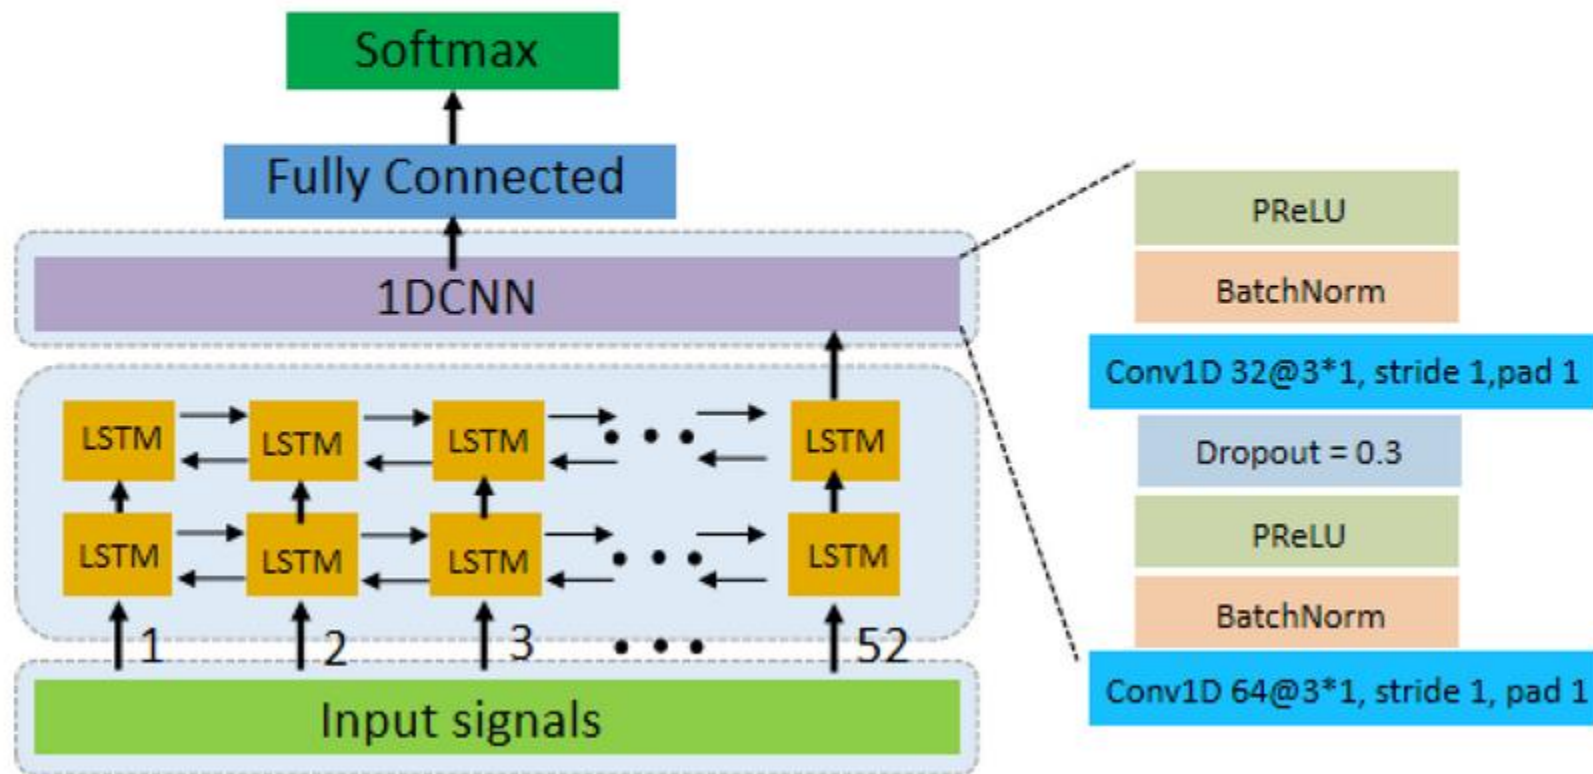 Softmax
Fully Connected
1DCNN
LSTM LSTM LSTM LSTM
LSTM LSTM LSTM LSTM
1 2 3 52
Input signals
PReLU
BatchNorm
Conv1D 32@3*1, stride 1,pad 1
Dropout = 0.3
PReLU
BatchNorm
Conv1D 64@3*1, stride 1, pad 1